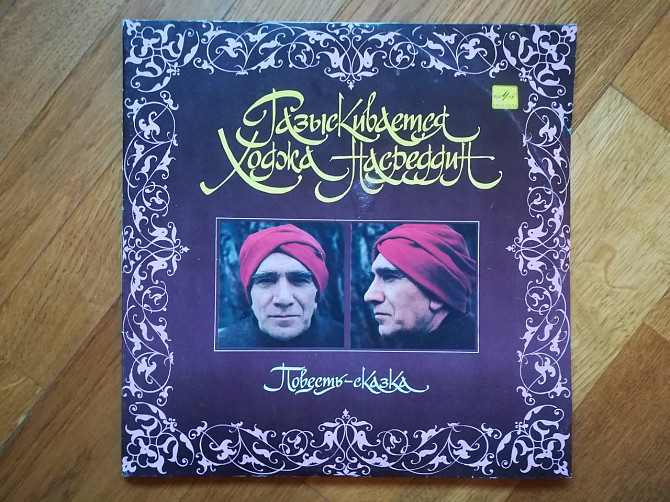 Разыскивается
Ходжа Насреддин
Повесть-сказка